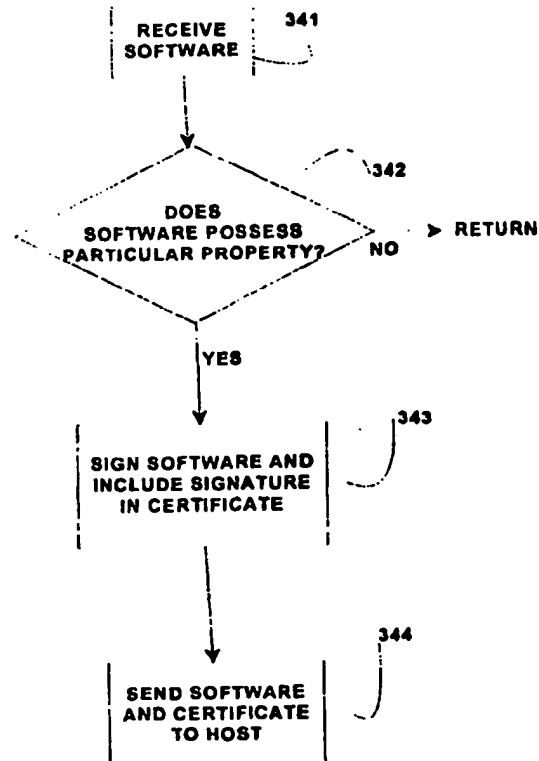 RECEIVE
SOFTWARE
341
DOES
SOFTWARE POSSESS
PARTICULAR PROPERTY?
342
NO
RETURN
YES
SIGN SOFTWARE AND
INCLUDE SIGNATURE
IN CERTIFICATE
343
SEND SOFTWARE
AND CERTIFICATE
TO HOST
344